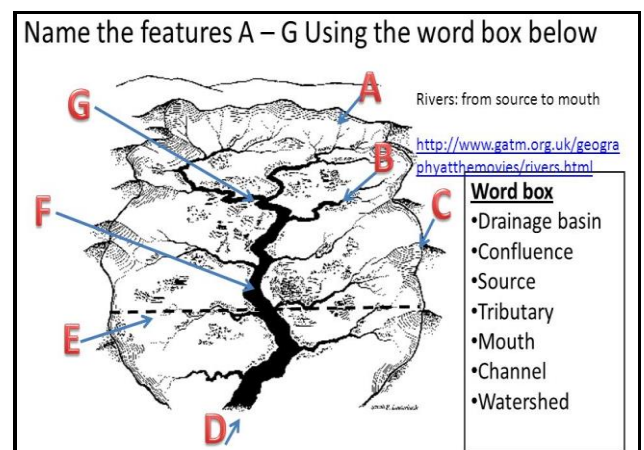 Name the features A – G Using the word box below
A
G
Rivers: from source to mouth
http://www.gatm.org.uk/geogra
phyatthemovies/rivers.html
B
Word box
C
F
•Drainage basin
•Confluence
•Source
•Tributary
•Mouth
•Channel
•Watershed
E
D